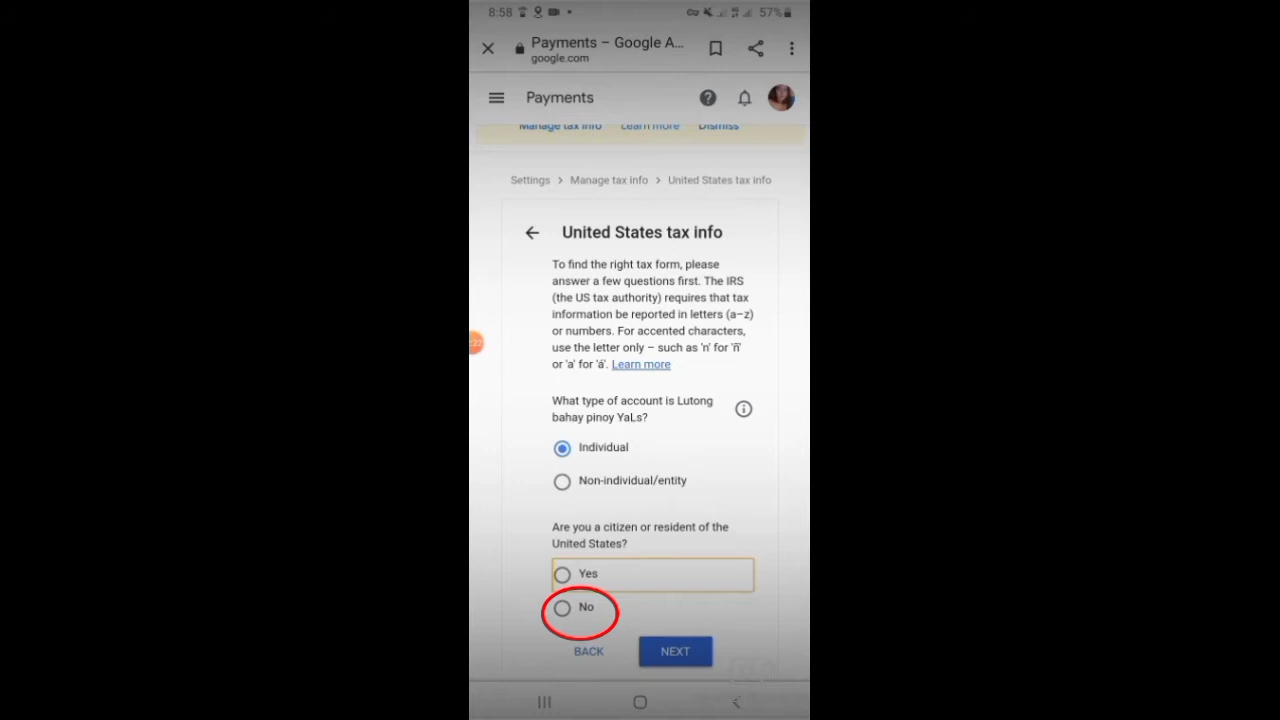 8:58
57%
Payments – Google A...
google.com
Payments
Manage tax info Learn more Dismiss
Settings > Manage tax info > United States tax info
United States tax info
To find the right tax form, please
answer a few questions first. The IRS
(the US tax authority) requires that tax
information be reported in letters (a–z)
or numbers. For accented characters,
use the letter only – such as 'n' for 'ñ'
or 'a' for 'á'. Learn more
What type of account is Lutong
bahay pinoy YaLs?
Individual
Non-individual/entity
Are you a citizen or resident of the
United States?
Yes
No
BACK NEXT